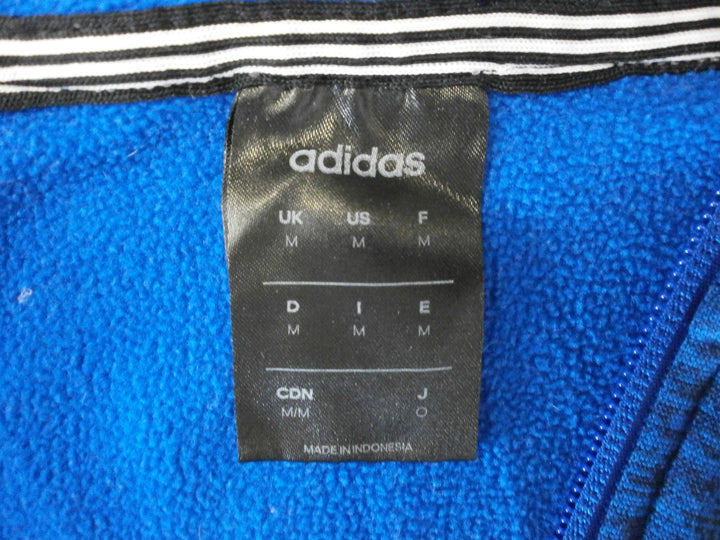 adidas
UK US F
M M M
D I E
M M M
CDN J
M/M O
MADE IN INDONESIA